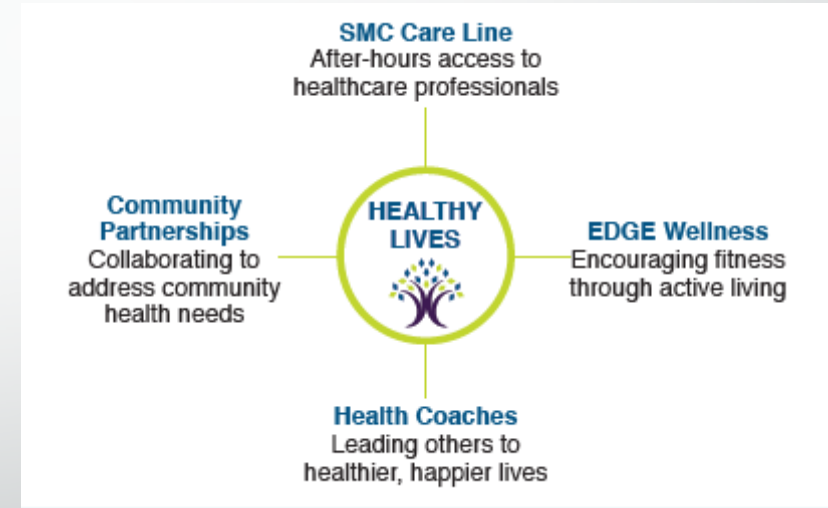 SMC Care Line
After-hours access to
healthcare professionals
Community
Partnerships
Collaborating to
address community
health needs
HEALTHY
LIVES
EDGE Wellness
Encouraging fitness
through active living
Health Coaches
Leading others to
healthier, happier lives